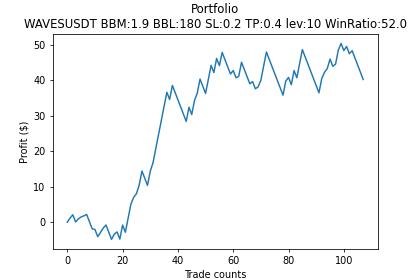 Portfolio
WAVESUSDT BBM:1.9 BBL:180 SL:0.2 TP:0.4 lev:10 WinRatio:52.0
Profit ($)
50
40
30
20
10
0
0 20 40 60 80 100
Trade counts